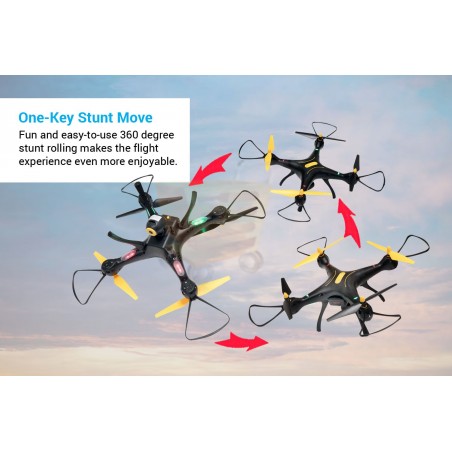 One-Key Stunt Move
Fun and easy-to-use 360 degree
stunt rolling makes the flight
experience even more enjoyable.